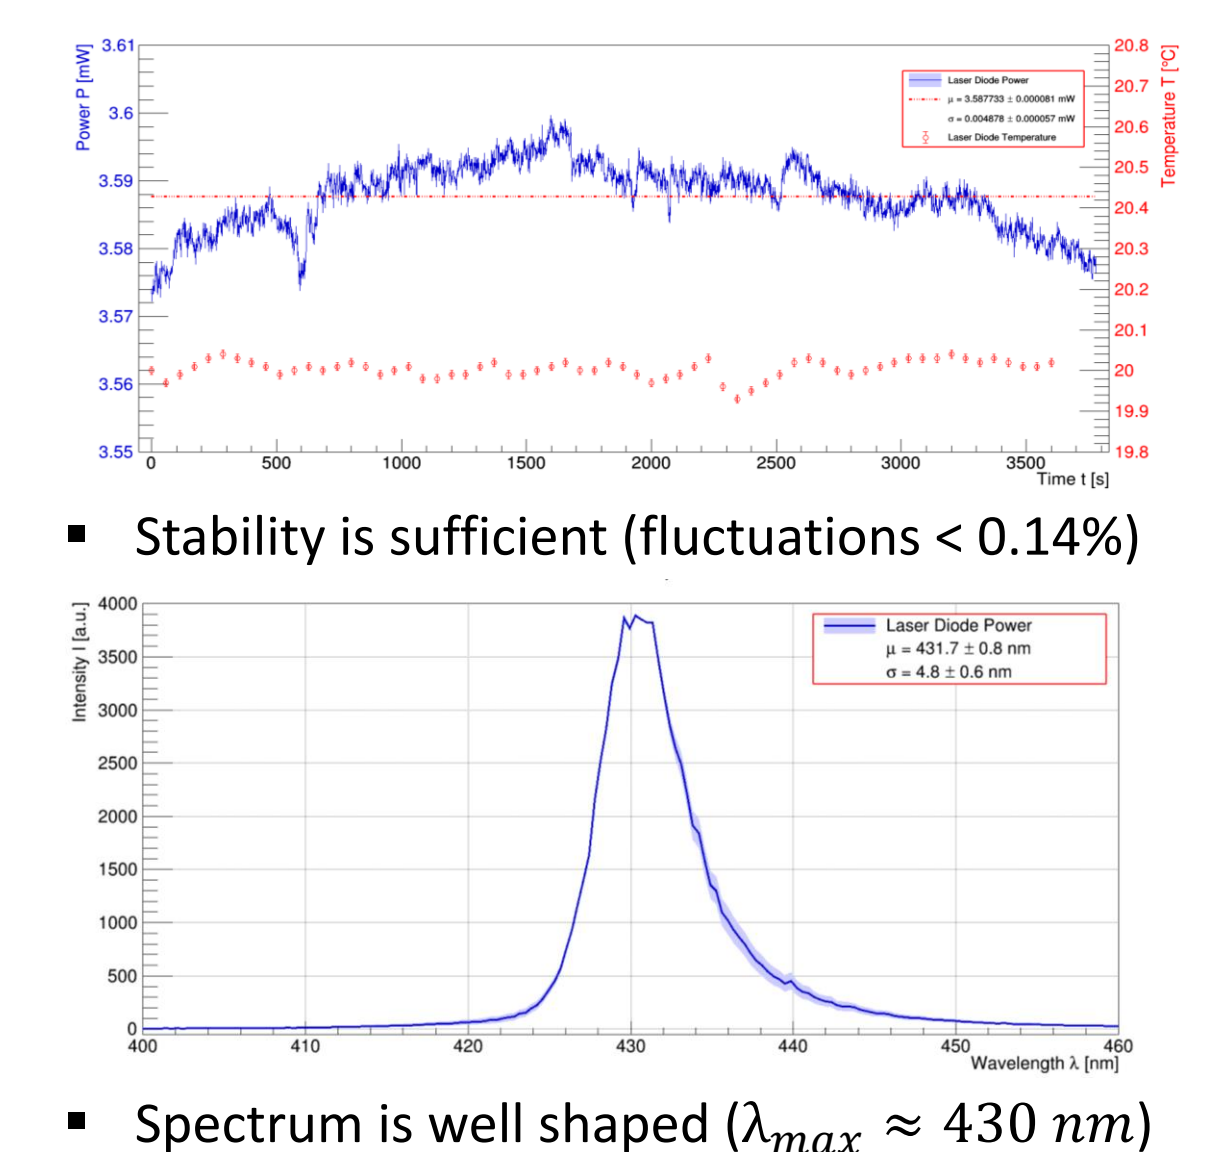 Power P [mW]
3.61
3.6
3.59
3.58
3.57
3.56
3.55
20.8
20.7
20.6
20.5
20.4
20.3
20.2
20.1
20
19.9
19.8
Temperature T [°C]
Laser Diode Power
μ = 3.587733 ± 0.000081 mW
σ = 0.004878 ± 0.000057 mW
Laser Diode Temperature
0 500 1000 1500 2000 2500 3000 3500
Time t [s]
▪ Stability is sufficient (fluctuations < 0.14%)
Intensity I [a.u.]
4000
3500
3000
2500
2000
1500
1000
500
0
Laser Diode Power
μ = 431.7 ± 0.8 nm
σ = 4.8 ± 0.6 nm
400 410 420 430 440 450 460
Wavelength λ [nm]
▪ Spectrum is well shaped (λmax ≈ 430 nm)